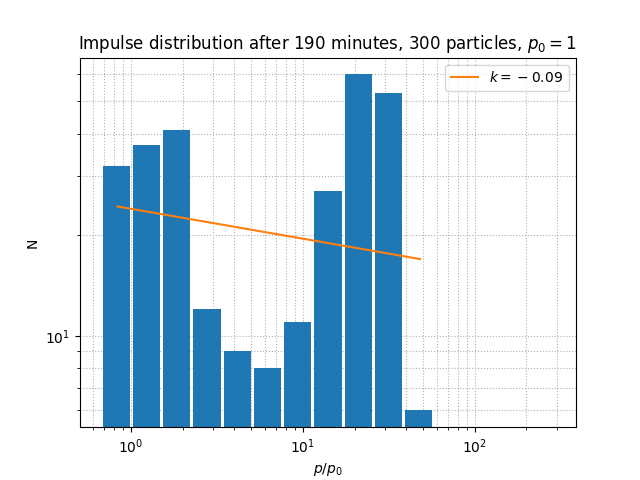 Impulse distribution after 190 minutes, 300 particles, $p_0 = 1$
$k = -0.09$
N
$10^1$
$10^0$ $10^1$ $10^2$
$p/p_0$